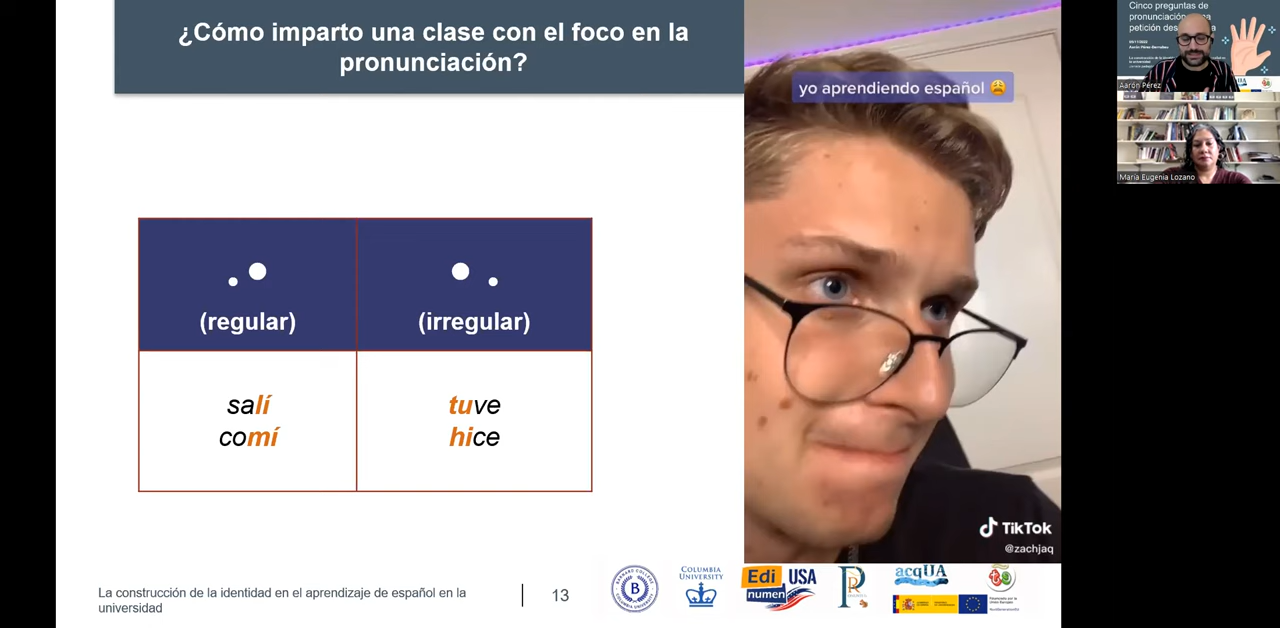 ¿Cómo imparto una clase con el foco en la
pronunciación?
(regular)
(irregular)
salí
comí
tuve
hice
yo aprendiendo español 😩
TikTok
@zachjaq
La construcción de la identidad en el aprendizaje de español en la
universidad
13
B
COLUMBIA
UNIVERSITY
Edi
numen
USA
acqUA
Cinco preguntas de
pronunciación
petición des
Aarón Pérez
María Eugenia Lozano